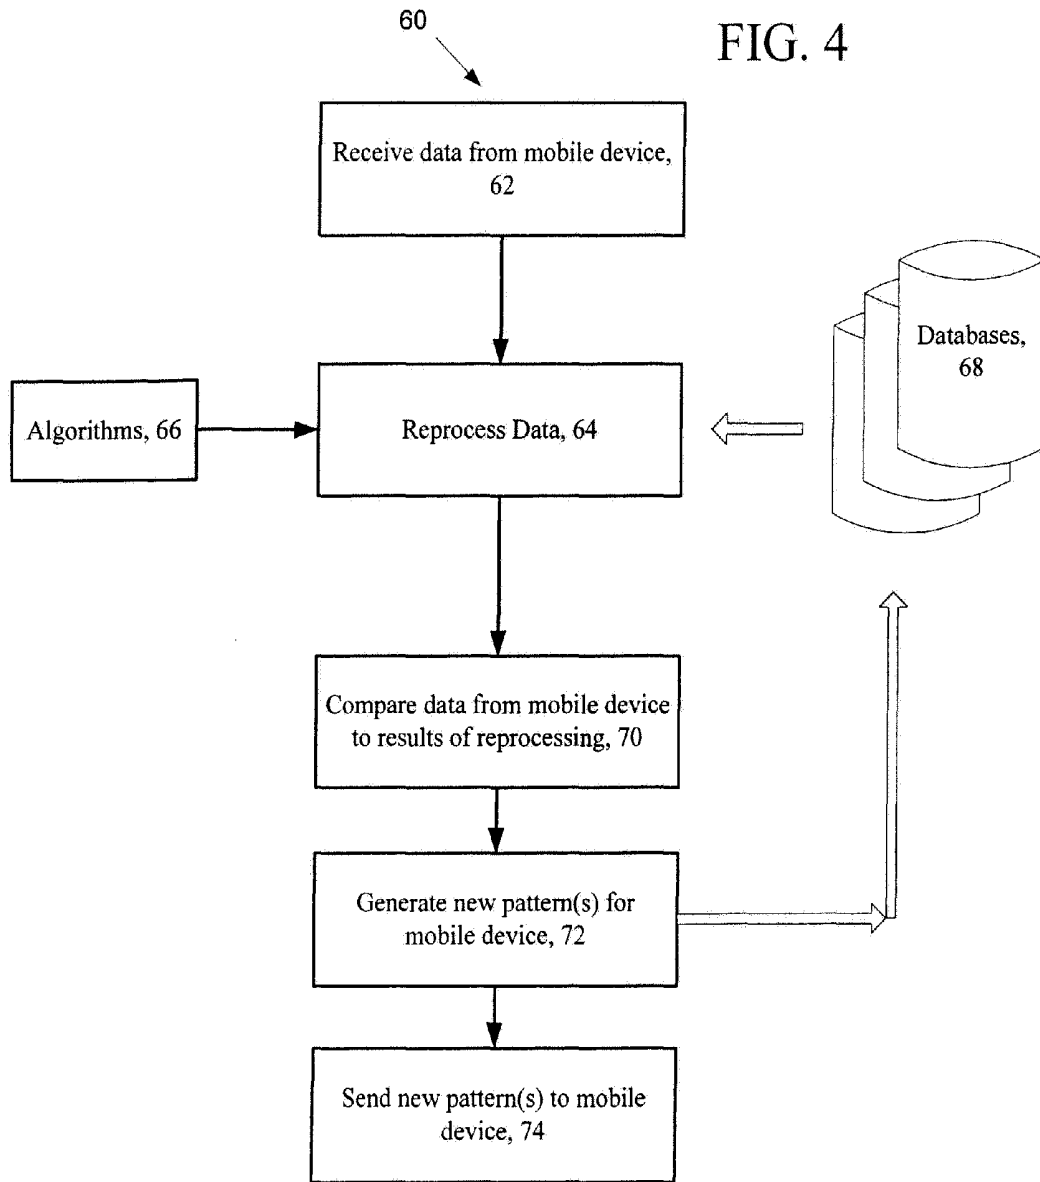 60
FIG. 4
Receive data from mobile device,
62
Databases,
68
Algorithms, 66
Reprocess Data, 64
Compare data from mobile device
to results of reprocessing, 70
Generate new pattern(s) for
mobile device, 72
Send new pattern(s) to mobile
device, 74